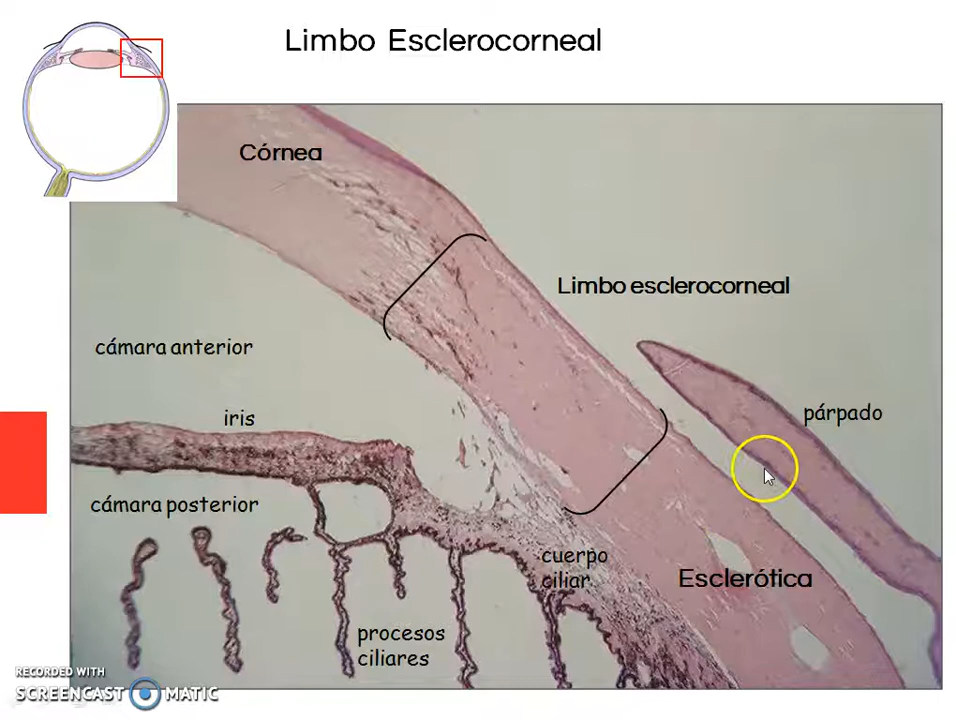 Limbo Esclerocorneal
Córnea
Limbo esclerocorneal
cámara anterior
párpado
iris
cámara posterior
cuerpo
ciliar
Esclerótica
procesos
ciliares
RECORDED WITH
SCREENCAST MATIC